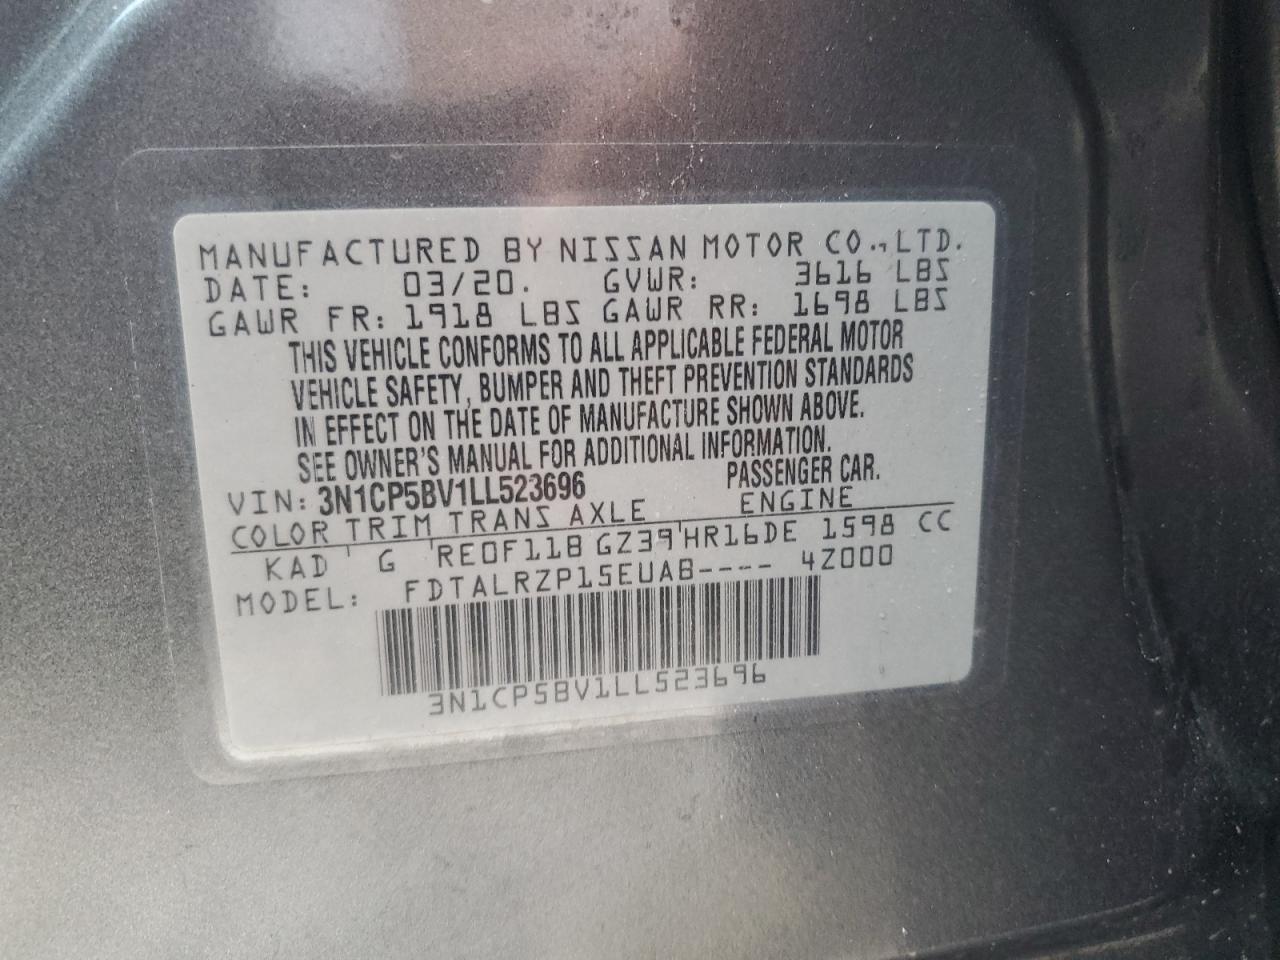 MANUFACTURED BY NISSAN MOTOR CO., LTD.
DATE: 03/20. GVWR: 3616 LBS
GAWR FR: 1918 LBS GAWR RR: 1698 LBS
THIS VEHICLE CONFORMS TO ALL APPLICABLE FEDERAL MOTOR
VEHICLE SAFETY, BUMPER AND THEFT PREVENTION STANDARDS
IN EFFECT ON THE DATE OF MANUFACTURE SHOWN ABOVE.
SEE OWNER'S MANUAL FOR ADDITIONAL INFORMATION.
VIN: 3N1CP5BV1LL523696 PASSENGER CAR.
COLOR TRIM TRANS AXLE ENGINE
KAD G RE0F11B GZ39 HR16DE 1598 CC
MODEL: FDTALRZP15EUAB---- 4Z000
3N1CP5BV1LL523696